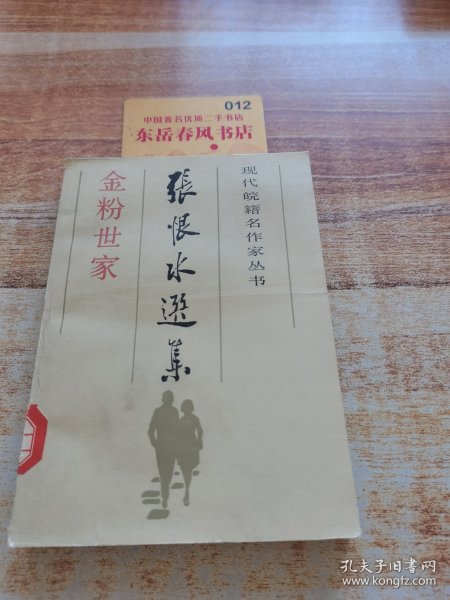 012
中国著名优质二手书店
东岳春风书店
现代皖籍名作家丛书
張恨水選集
金粉世家
孔夫子旧书网
www.kongfz.com